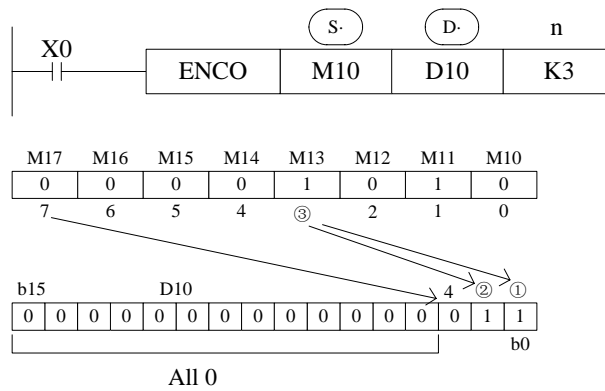 S· D· n
X0
ENCO M10 D10 K3
M17 M16 M15 M14 M13 M12 M11 M10
0 0 0 0 1 0 1 0
7 6 5 4 ③ 2 1 0
b15 D10 4 ② ①
0 0 0 0 0 0 0 0 0 0 0 0 0 0 1 1
b0
All 0